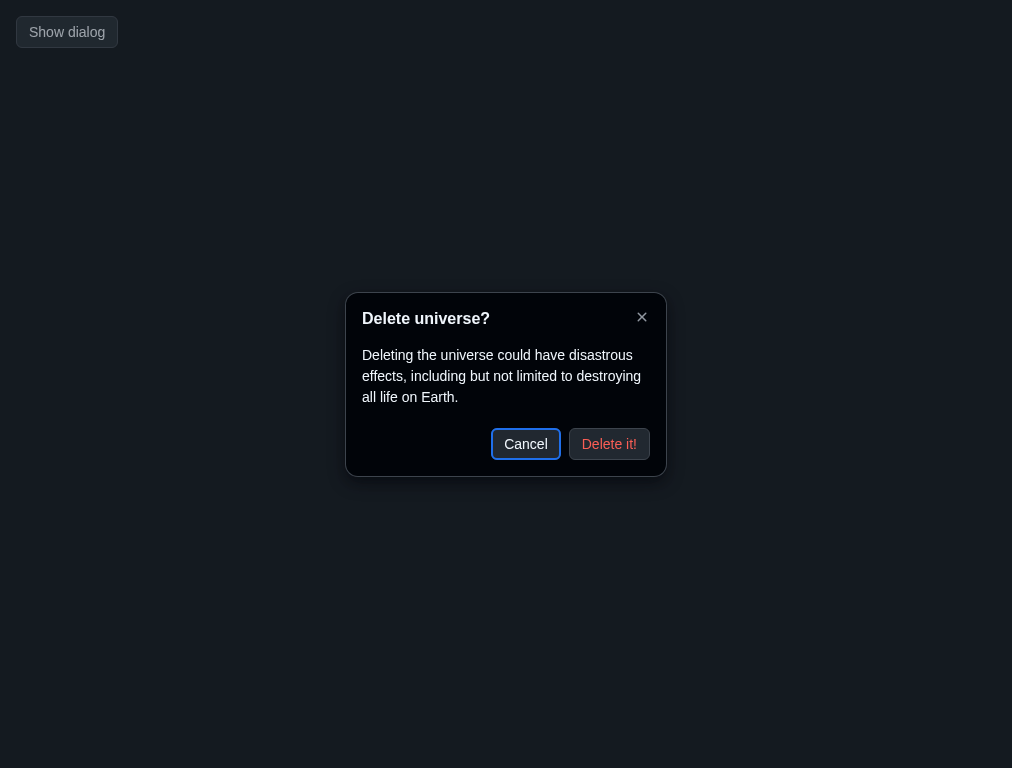 Show dialog
Delete universe?
Deleting the universe could have disastrous
effects, including but not limited to destroying
all life on Earth.
Cancel
Delete it!